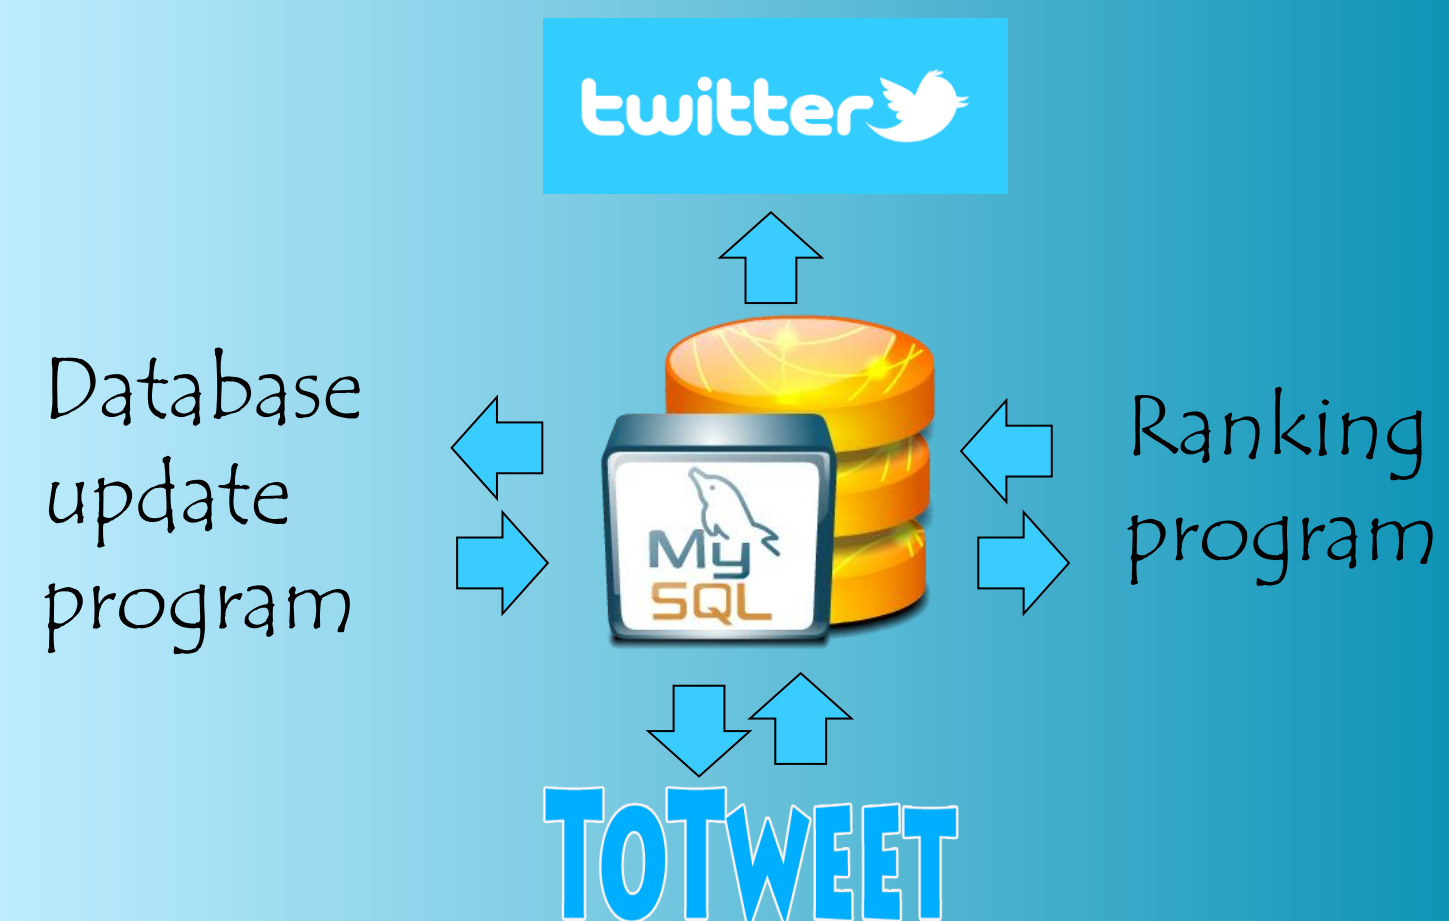 twitter
Database
update
program
Ranking
program
My
SQL
TOTWEET